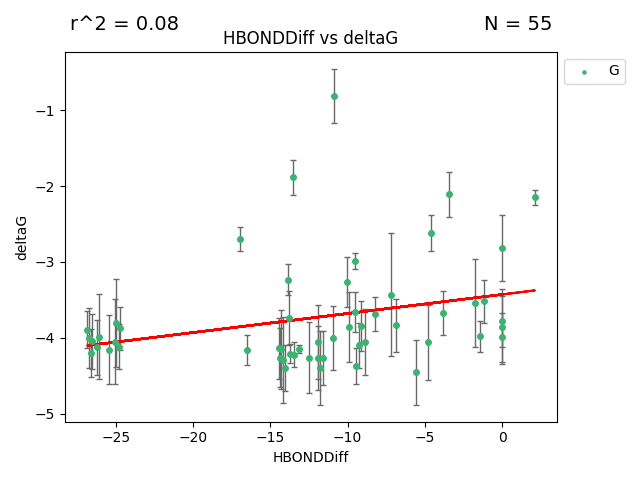 r^2 = 0.08
N = 55
HBONDDiff vs deltaG
G
deltaG
−1
−2
−3
−4
−5
−25
−20
−15
−10
−5
0
HBONDDiff